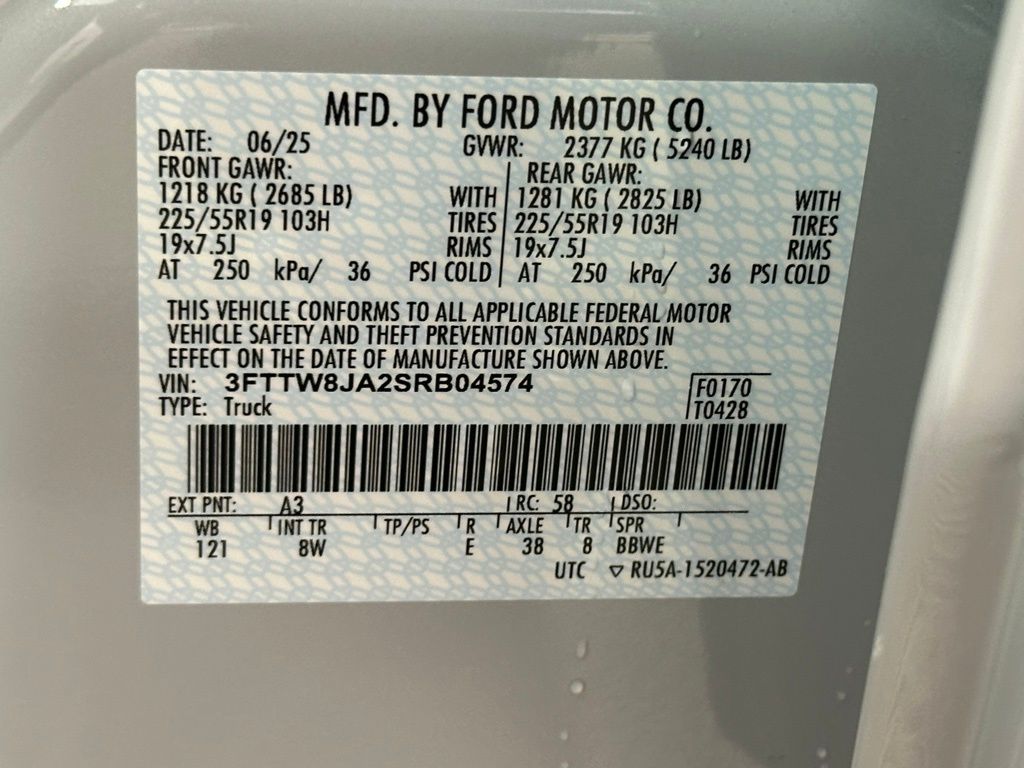 MFD. BY FORD MOTOR CO.
DATE: 06/25 GVWR: 2377 KG ( 5240 LB)
FRONT GAWR: REAR GAWR:
1218 KG ( 2685 LB) WITH 1281 KG ( 2825 LB) WITH
225/55R19 103H TIRES 225/55R19 103H TIRES
19x7.5J RIMS 19x7.5J RIMS
AT 250 kPa/ 36 PSI COLD AT 250 kPa/ 36 PSI COLD
THIS VEHICLE CONFORMS TO ALL APPLICABLE FEDERAL MOTOR
VEHICLE SAFETY AND THEFT PREVENTION STANDARDS IN
EFFECT ON THE DATE OF MANUFACTURE SHOWN ABOVE.
VIN: 3FTTW8JA2SRB04574 F0170
TYPE: Truck T0428
EXT PNT: A3 RC: 58 DSO:
WB INT TR TP/PS R AXLE TR SPR
121 8W E 38 8 BBWE
UTC ▽ RU5A-1520472-AB